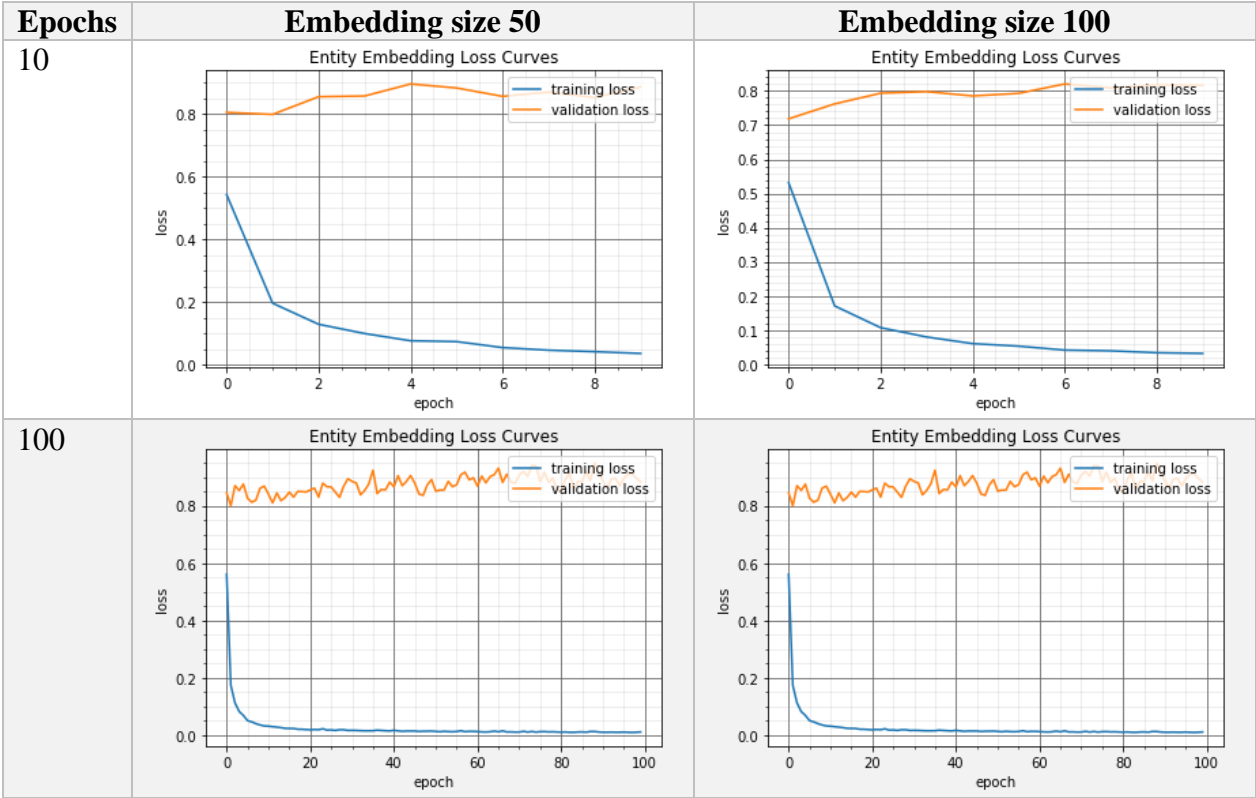 Epochs Embedding size 50 Embedding size 100
10
Entity Embedding Loss Curves
training loss
validation loss
loss
0.8
0.6
0.4
0.2
0.0
0 2 4 6 8
epoch
Entity Embedding Loss Curves
training loss
validation loss
loss
0.8
0.7
0.6
0.5
0.4
0.3
0.2
0.1
0.0
0 2 4 6 8
epoch
100
Entity Embedding Loss Curves
training loss
validation loss
loss
0.8
0.6
0.4
0.2
0.0
0 20 40 60 80 100
epoch
Entity Embedding Loss Curves
training loss
validation loss
loss
0.8
0.6
0.4
0.2
0.0
0 20 40 60 80 100
epoch